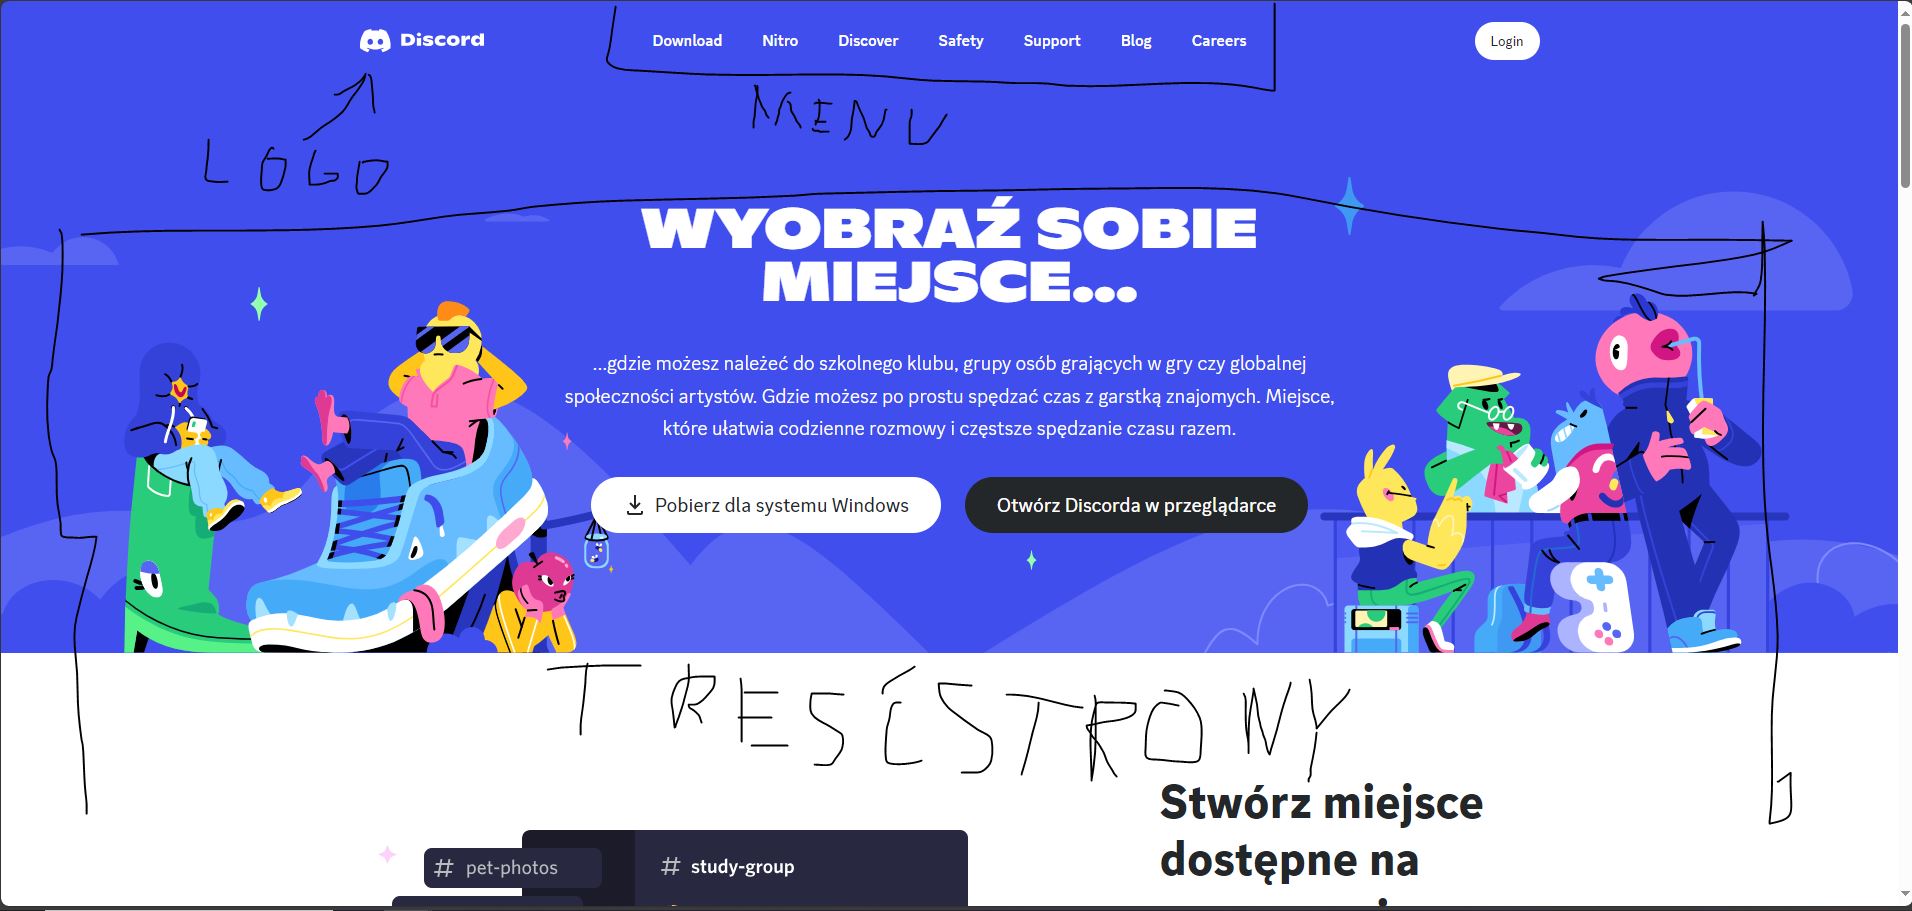 Discord
Download Nitro Discover Safety Support Blog Careers
Login
MENU
LOGO
WYOBRAŹ SOBIE
MIEJSCE...
...gdzie możesz należeć do szkolnego klubu, grupy osób grających w gry czy globalnej
społeczności artystów. Gdzie możesz po prostu spędzać czas z garstką znajomych. Miejsce,
które ułatwia codzienne rozmowy i częstsze spędzanie czasu razem.
Pobierz dla systemu Windows
Otwórz Discorda w przeglądarce
TREŚĆ STRONY
Stwórz miejsce
dostępne na
# pet-photos
# study-group